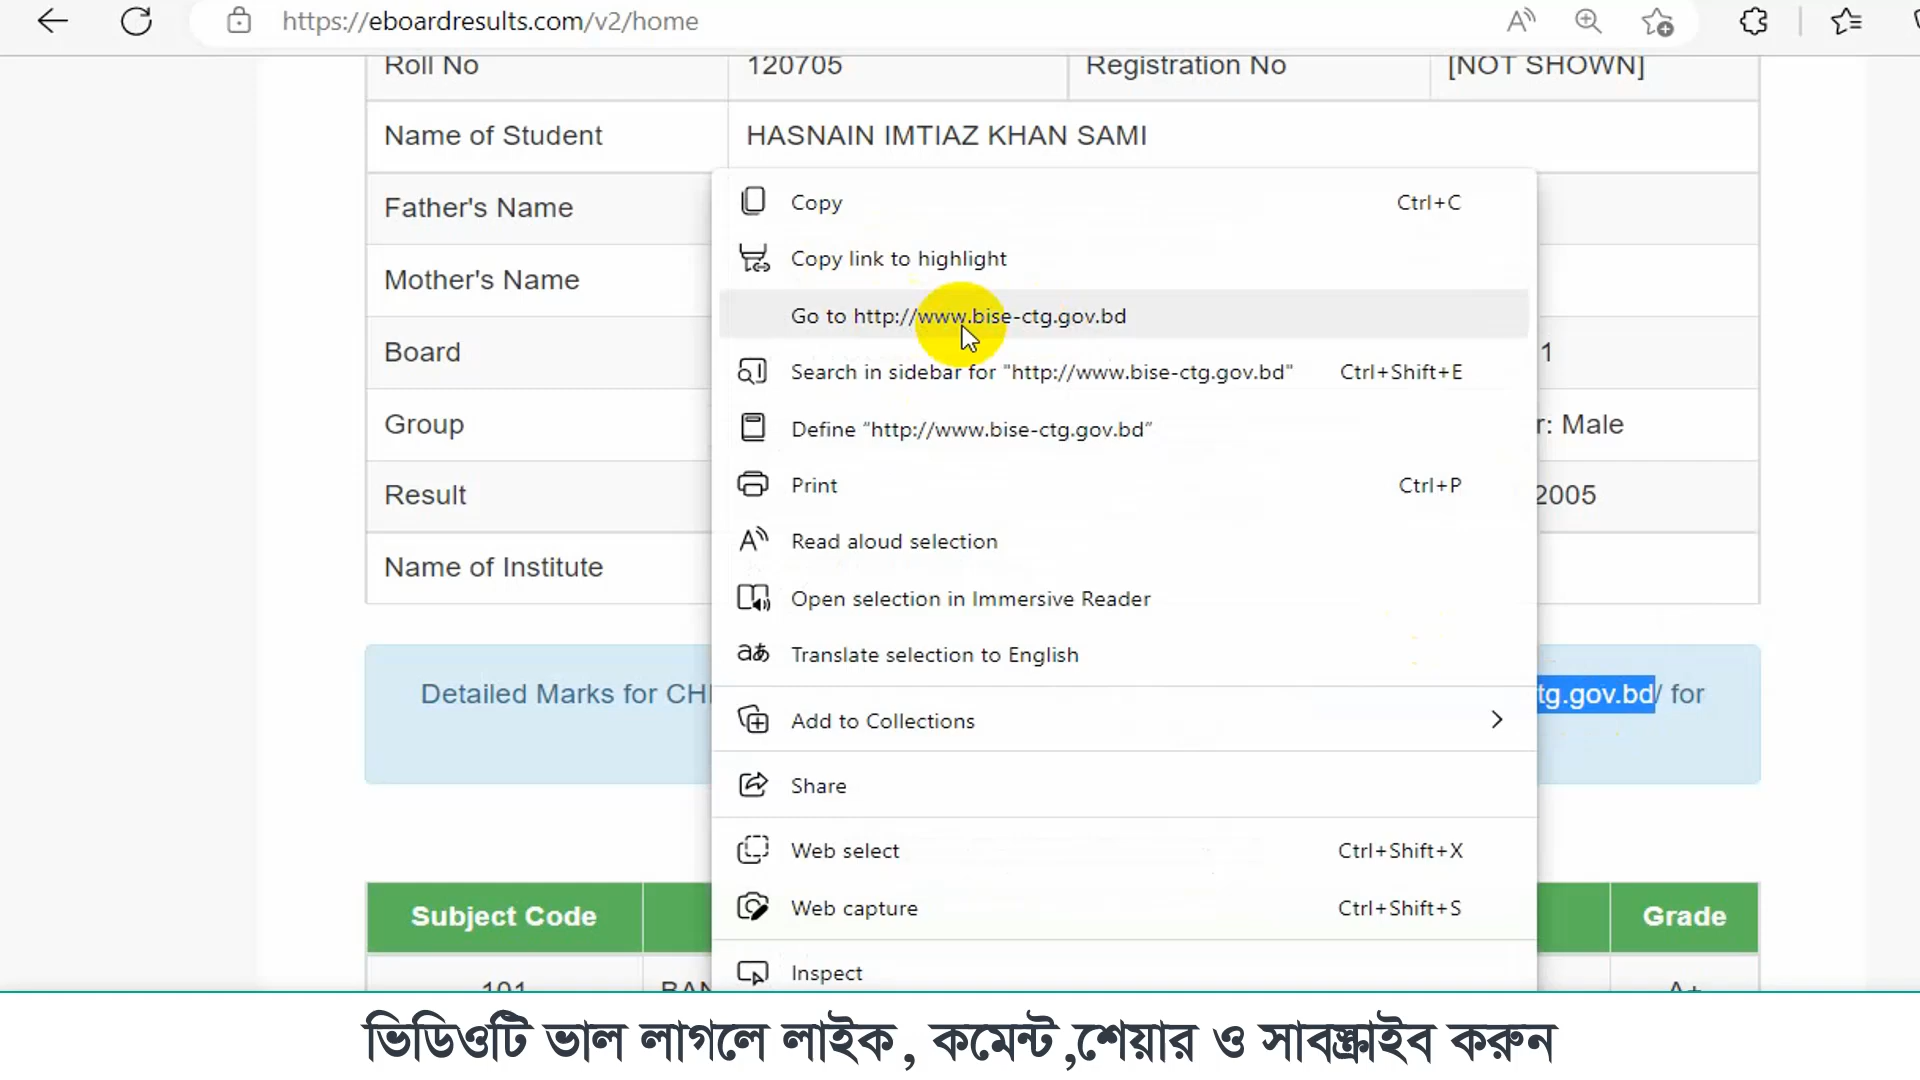 https://eboardresults.com/v2/home
Roll No 120705 Registration No [NOT SHOWN]
Name of Student HASNAIN IMTIAZ KHAN SAMI
Father's Name
Mother's Name
Board 1
Group r: Male
Result 2005
Name of Institute
Copy Ctrl+C
Copy link to highlight
Go to http://www.bise-ctg.gov.bd
Search in sidebar for "http://www.bise-ctg.gov.bd" Ctrl+Shift+E
Define “http://www.bise-ctg.gov.bd”
Print Ctrl+P
Read aloud selection
Open selection in Immersive Reader
Translate selection to English
Add to Collections
Share
Web select Ctrl+Shift+X
Web capture Ctrl+Shift+S
Inspect
Detailed Marks for CH tg.gov.bd/ for
Subject Code Grade
101 BAN A+
ভিডিওটি ভাল লাগলে লাইক, কমেন্ট,শেয়ার ও সাবস্ক্রাইব করুন